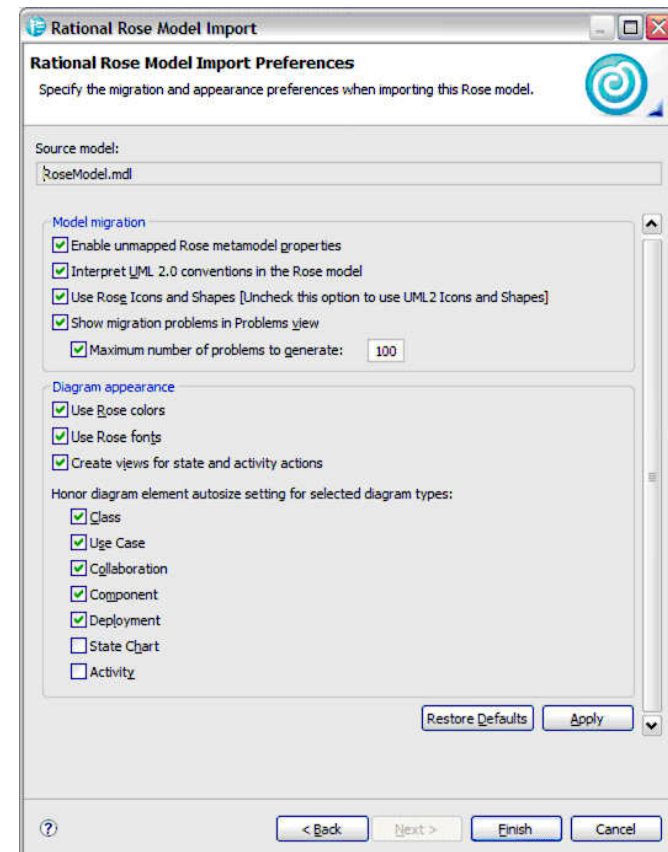 Rational Rose Model Import
Rational Rose Model Import Preferences
Specify the migration and appearance preferences when importing this Rose model.
Source model:
RoseModel.mdl
Model migration
Enable unmapped Rose metamodel properties
Interpret UML 2.0 conventions in the Rose model
Use Rose Icons and Shapes [Uncheck this option to use UML2 Icons and Shapes]
Show migration problems in Problems view
Maximum number of problems to generate: 100
Diagram appearance
Use Rose colors
Use Rose fonts
Create views for state and activity actions
Honor diagram element autosize setting for selected diagram types:
Class
Use Case
Collaboration
Component
Deployment
State Chart
Activity
Restore Defaults Apply
? < Back Next > Finish Cancel